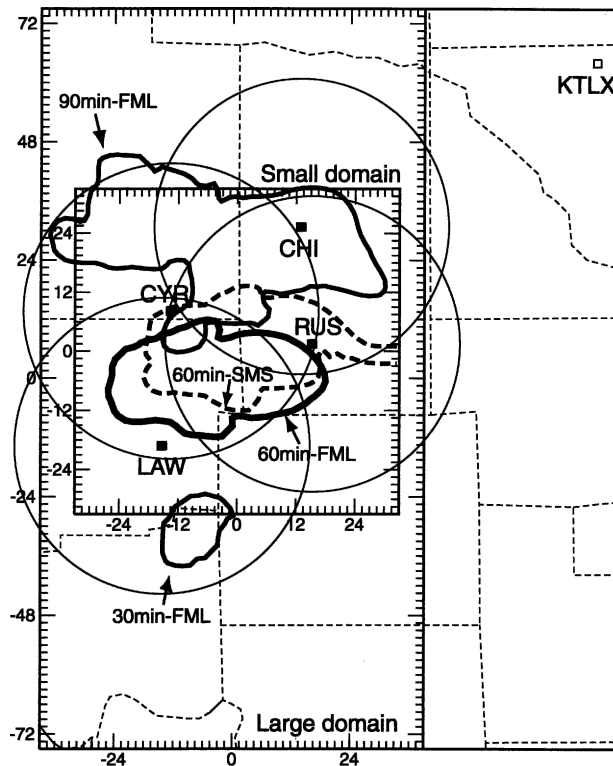 72
KTLX
90min-FML
48
Small domain
24
24
CHI
12
CYR
RUS
0
0
60min-SMS
-12
60min-FML
LAW
-24
-24
-24
-12
0
12
24
30min-FML
-48
Large domain
-72
-24
0
24